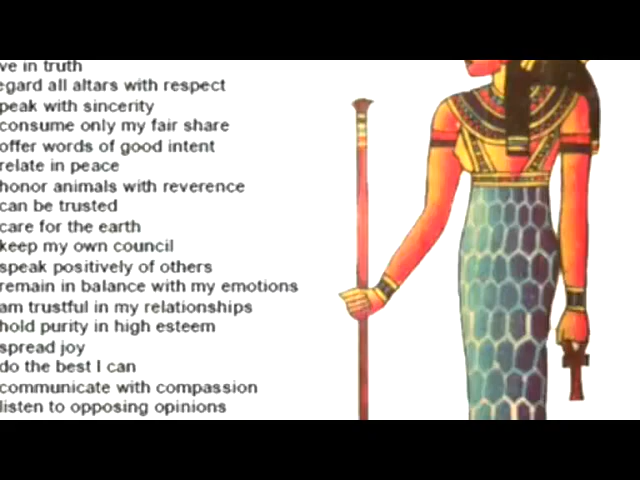 ve in truth
egard all altars with respect
peak with sincerity
consume only my fair share
offer words of good intent
relate in peace
honor animals with reverence
can be trusted
care for the earth
keep my own council
speak positively of others
remain in balance with my emotions
am trustful in my relationships
hold purity in high esteem
spread joy
do the best I can
communicate with compassion
listen to opposing opinions